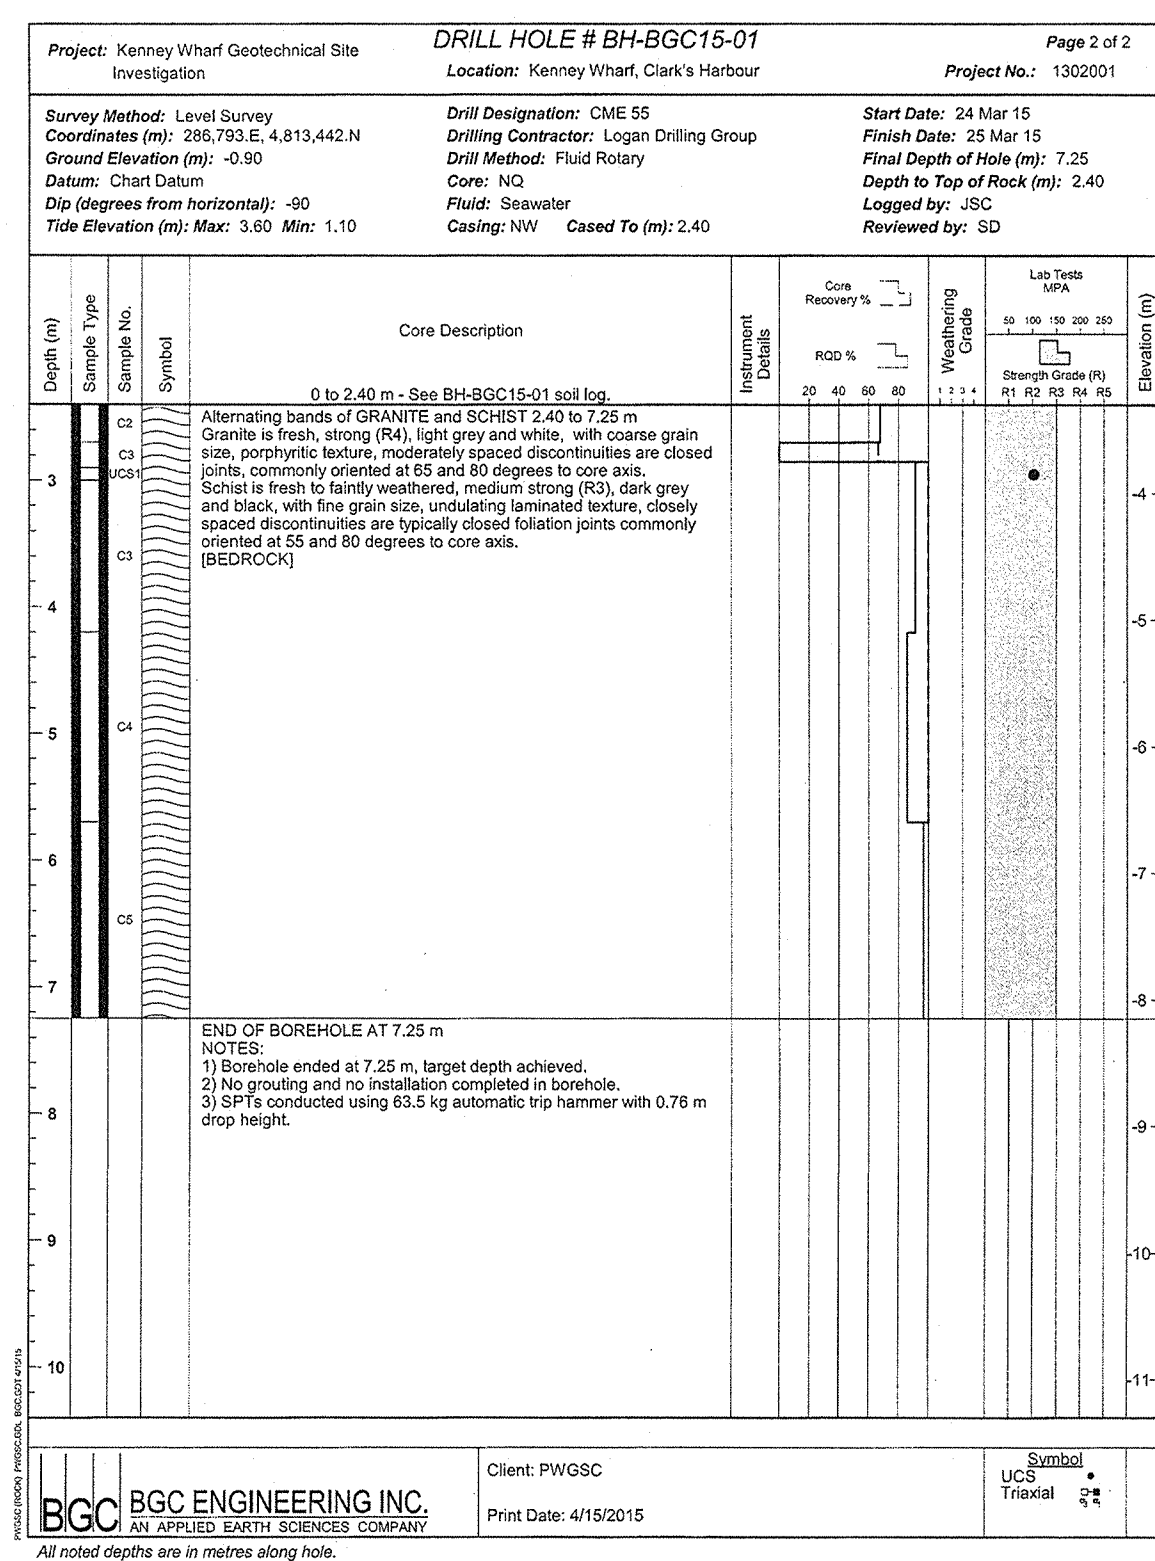 DRILL HOLE # BH-BGC15-01
Page 2 of 2
Project: Kenney Wharf Geotechnical Site
Investigation
Location: Kenney Wharf, Clark's Harbour
Project No.: 1302001
Survey Method: Level Survey
Coordinates (m): 286,793.E, 4,813,442.N
Ground Elevation (m): -0.90
Datum: Chart Datum
Dip (degrees from horizontal): -90
Tide Elevation (m): Max: 3.60 Min: 1.10
Drill Designation: CME 55
Drilling Contractor: Logan Drilling Group
Drill Method: Fluid Rotary
Core: NQ
Fluid: Seawater
Casing: NW Cased To (m): 2.40
Start Date: 24 Mar 15
Finish Date: 25 Mar 15
Final Depth of Hole (m): 7.25
Depth to Top of Rock (m): 2.40
Logged by: JSC
Reviewed by: SD
Depth (m)
Sample Type
Sample No.
Symbol
Core Description
0 to 2.40 m - See BH-BGC15-01 soil log.
Instrument
Details
Core
Recovery %
RQD %
20 40 60 80
Weathering
Grade
1 2 3 4
Lab Tests
MPA
50 100 150 200 250
Strength Grade (R)
R1 R2 R3 R4 R5
Elevation (m)
C2
C3
UCS1
C3
C4
C5
3
4
5
6
7
8
9
10
Alternating bands of GRANITE and SCHIST 2.40 to 7.25 m
Granite is fresh, strong (R4), light grey and white, with coarse grain
size, porphyritic texture, moderately spaced discontinuities are closed
joints, commonly oriented at 65 and 80 degrees to core axis.
Schist is fresh to faintly weathered, medium strong (R3), dark grey
and black, with fine grain size, undulating laminated texture, closely
spaced discontinuities are typically closed foliation joints commonly
oriented at 55 and 80 degrees to core axis.
[BEDROCK]
END OF BOREHOLE AT 7.25 m
NOTES:
1) Borehole ended at 7.25 m, target depth achieved.
2) No grouting and no installation completed in borehole.
3) SPTs conducted using 63.5 kg automatic trip hammer with 0.76 m
drop height.
-4
-5
-6
-7
-8
-9
-10
-11
PWGSC (ROCK) PWGSC.GDL BGC.GDT 4/15/15
BGC
BGC ENGINEERING INC.
AN APPLIED EARTH SCIENCES COMPANY
Client: PWGSC
Print Date: 4/15/2015
Symbol
UCS
Triaxial
All noted depths are in metres along hole.